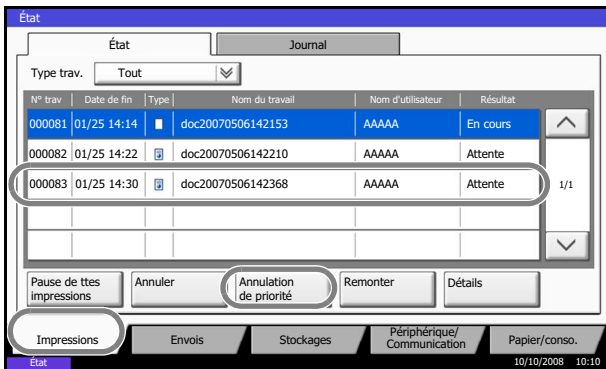 État
État Journal
Type trav. Tout
N° trav Date de fin Type Nom du travail Nom d'utilisateur Résultat
000081 01/25 14:14 doc20070506142153 AAAAA En cours
000082 01/25 14:22 doc20070506142210 AAAAA Attente
000083 01/25 14:30 doc20070506142368 AAAAA Attente 1/1
Pause de ttes Annuler Annulation Remonter Détails
impressions de priorité
Impressions Envois Stockages Périphérique/ Papier/conso.
Communication
État 10/10/2008 10:10